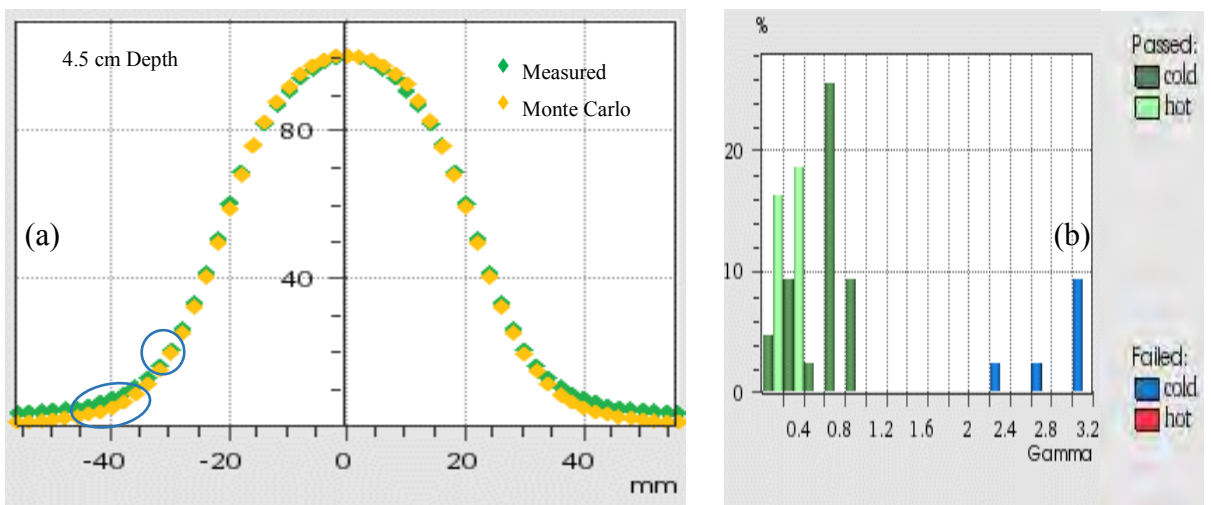 4.5 cm Depth
Measured
Monte Carlo
80
40
(a)
-40 -20 0 20 40
mm
%
20
10
0
(b)
0.4 0.8 1.2 1.6 2 2.4 2.8 3.2
Gamma
Passed:
cold
hot
Failed:
cold
hot